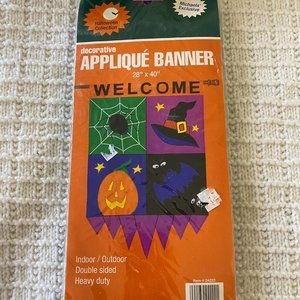 Halloween
Collection
Michaels
Exclusive
decorative
APPLIQUÉ BANNER
28" x 40"
WELCOME
Indoor / Outdoor
Double sided
Heavy duty